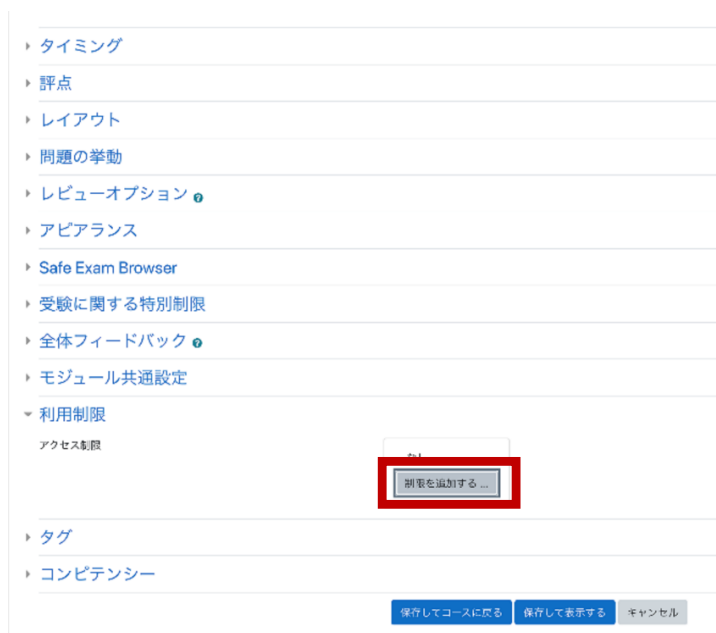 タイミング
評点
レイアウト
問題の挙動
レビューオプション
アピアランス
Safe Exam Browser
受験に関する特別制限
全体フィードバック
モジュール共通設定
利用制限
アクセス制限
制限を追加する ...
タグ
コンピテンシー
保存してコースに戻る 保存して表示する キャンセル